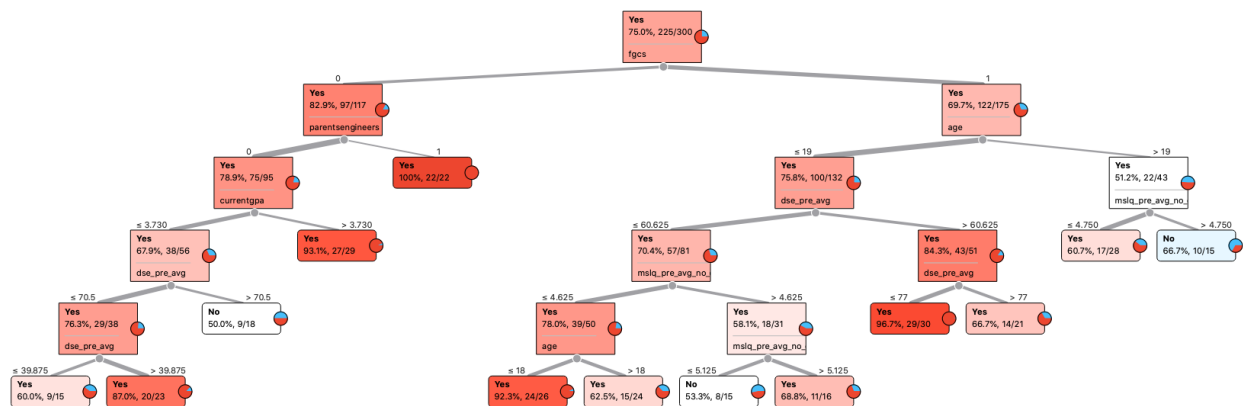 Yes
75.0%, 225/300
fgcs
0
1
Yes
82.9%, 97/117
parentsengineers
Yes
69.7%, 122/175
age
0
1
≤ 19
> 19
Yes
78.9%, 75/95
currentgpa
Yes
100%, 22/22
Yes
75.8%, 100/132
dse_pre_avg
Yes
51.2%, 22/43
mslq_pre_avg_no_
≤ 3.730
> 3.730
≤ 60.625
> 60.625
≤ 4.750
> 4.750
Yes
67.9%, 38/56
dse_pre_avg
Yes
93.1%, 27/29
Yes
70.4%, 57/81
mslq_pre_avg_no_
Yes
84.3%, 43/51
dse_pre_avg
Yes
60.7%, 17/28
No
66.7%, 10/15
≤ 70.5
> 70.5
≤ 4.625
> 4.625
≤ 77
> 77
Yes
76.3%, 29/38
dse_pre_avg
No
50.0%, 9/18
Yes
78.0%, 39/50
age
Yes
58.1%, 18/31
mslq_pre_avg_no_
Yes
96.7%, 29/30
Yes
66.7%, 14/21
≤ 39.875
> 39.875
≤ 18
> 18
≤ 5.125
> 5.125
Yes
60.0%, 9/15
Yes
87.0%, 20/23
Yes
92.3%, 24/26
Yes
62.5%, 15/24
No
53.3%, 8/15
Yes
68.8%, 11/16